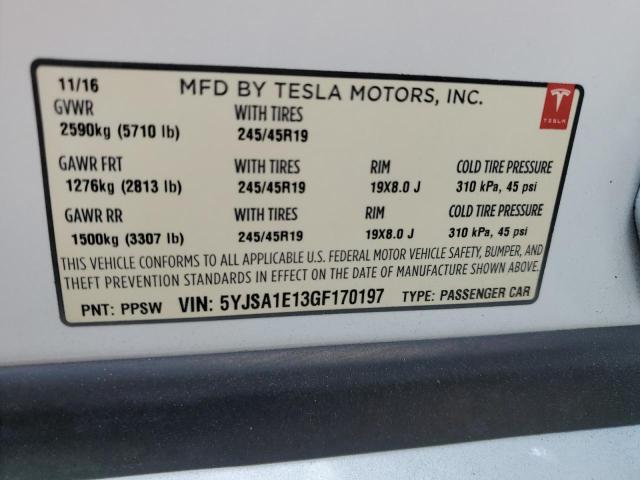 11/16 MFD BY TESLA MOTORS, INC.
TESLA
GVWR WITH TIRES
2590kg (5710 lb) 245/45R19
GAWR FRT WITH TIRES RIM COLD TIRE PRESSURE
1276kg (2813 lb) 245/45R19 19X8.0 J 310 kPa, 45 psi
GAWR RR WITH TIRES RIM COLD TIRE PRESSURE
1500kg (3307 lb) 245/45R19 19X8.0 J 310 kPa, 45 psi
THIS VEHICLE CONFORMS TO ALL APPLICABLE U.S. FEDERAL MOTOR VEHICLE SAFETY, BUMPER, AND
THEFT PREVENTION STANDARDS IN EFFECT ON THE DATE OF MANUFACTURE SHOWN ABOVE.
PNT: PPSW VIN: 5YJSA1E13GF170197 TYPE: PASSENGER CAR